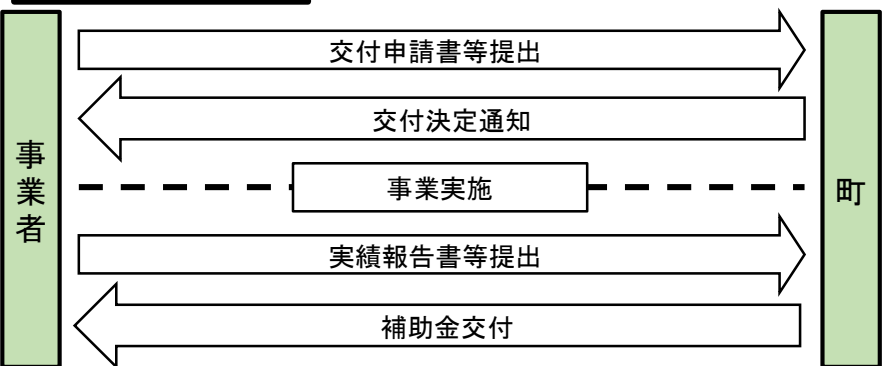 交付申請書等提出
交付決定通知
事業者
事業実施
町
実績報告書等提出
補助金交付